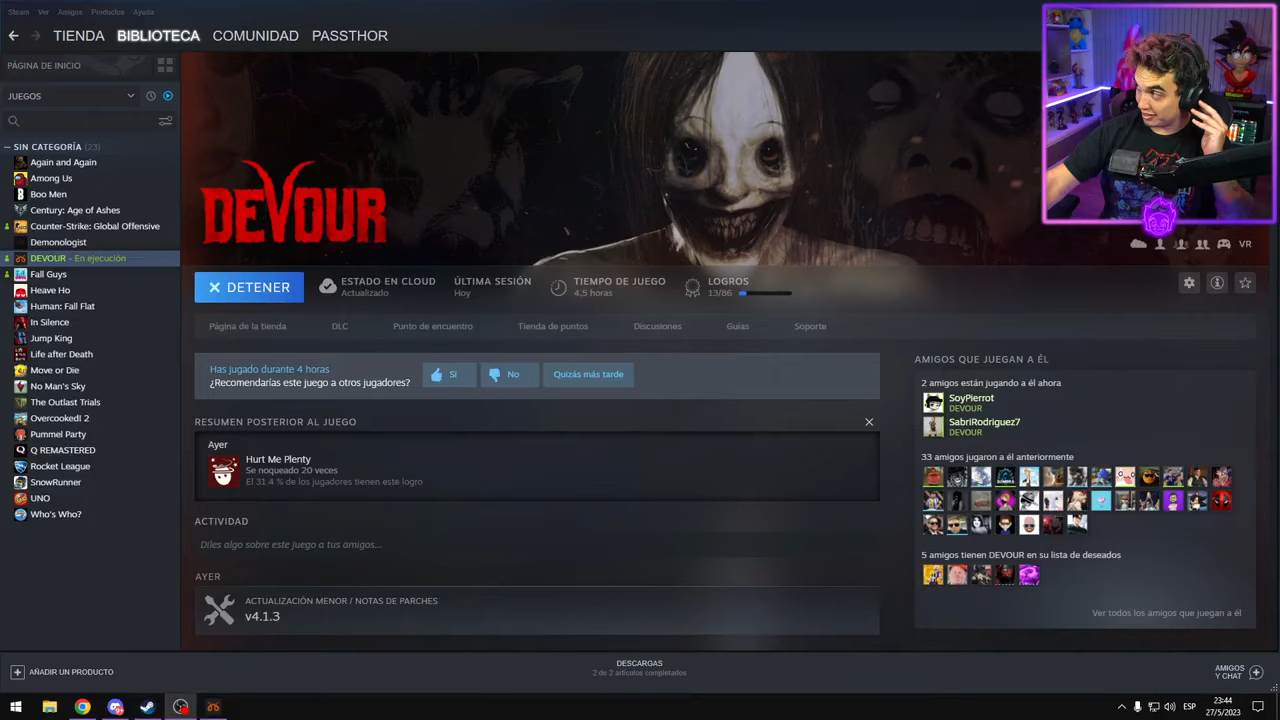 Steam Ver Amigos Productos Ayuda
TIENDA BIBLIOTECA COMUNIDAD PASSTHOR
PÁGINA DE INICIO
JUEGOS
SIN CATEGORÍA (23)
Again and Again
Among Us
Boo Men
Century: Age of Ashes
Counter-Strike: Global Offensive
Demonologist
DEVOUR - En ejecución
Fall Guys
Heave Ho
Human: Fall Flat
In Silence
Jump King
Life after Death
Move or Die
No Man's Sky
The Outlast Trials
Overcooked! 2
Pummel Party
Q REMASTERED
Rocket League
SnowRunner
UNO
Who's Who?
DEVOUR
VR
DETENER
ESTADO EN CLOUD
Actualizado
ÚLTIMA SESIÓN
Hoy
TIEMPO DE JUEGO
4,5 horas
LOGROS
13/86
Página de la tienda DLC Punto de encuentro Tienda de puntos Discusiones Guías Soporte
Has jugado durante 4 horas
¿Recomendarías este juego a otros jugadores?
Sí No Quizás más tarde
RESUMEN POSTERIOR AL JUEGO
Ayer
Hurt Me Plenty
Se noqueado 20 veces
El 31.4 % de los jugadores tienen este logro
ACTIVIDAD
Diles algo sobre este juego a tus amigos...
AYER
ACTUALIZACIÓN MENOR / NOTAS DE PARCHES
v4.1.3
AMIGOS QUE JUEGAN A ÉL
2 amigos están jugando a él ahora
SoyPierrot
DEVOUR
SabriRodriguez7
DEVOUR
33 amigos jugaron a él anteriormente
5 amigos tienen DEVOUR en su lista de deseados
Ver todos los amigos que juegan a él
AÑADIR UN PRODUCTO
DESCARGAS
2 de 2 artículos completados
AMIGOS
Y CHAT
ESP
23:44
27/5/2023